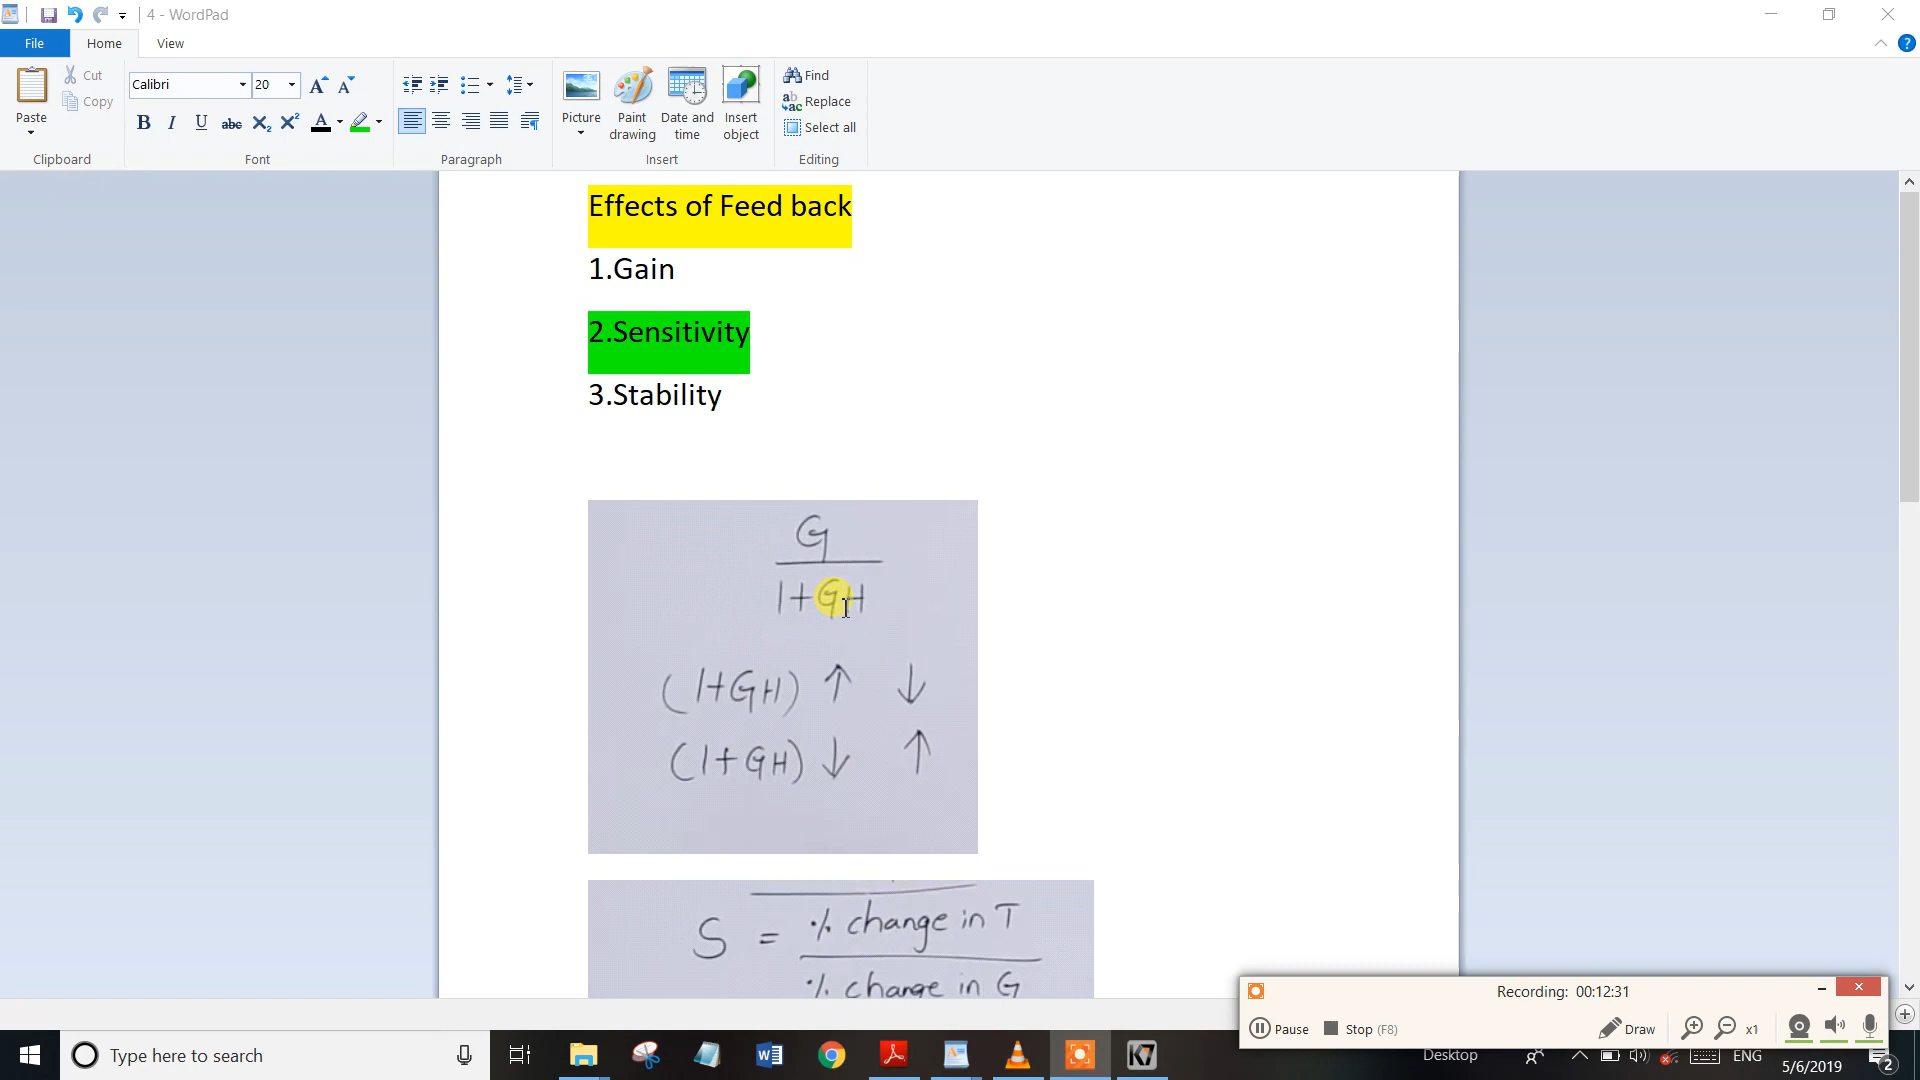 4 - WordPad
File Home View
Paste
Cut
Copy
Clipboard
Calibri 20
B I U abc X₂ X² A
Font
Paragraph
Picture
Paint drawing
Date and time
Insert object
Insert
Find
Replace
Select all
Editing
Effects of Feed back
1.Gain
2.Sensitivity
3.Stability
G
1+GH
(1+GH) ↑ ↓
(1+GH) ↓ ↑
S = % change in T
% change in G
Recording: 00:12:31
Pause Stop (F8) Draw x1
Type here to search
Desktop
ENG
5/6/2019
2